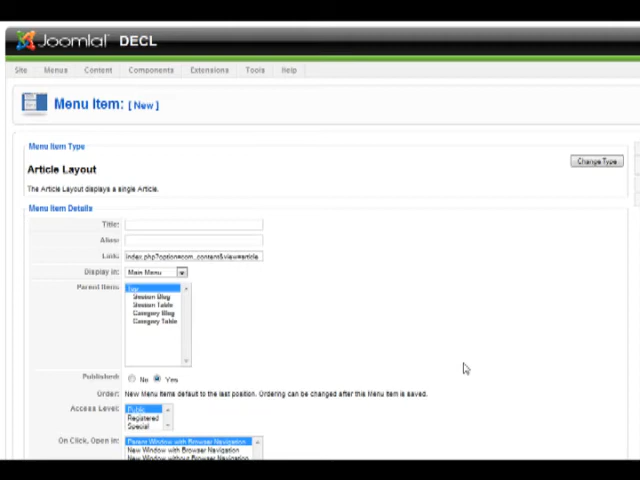 Joomla! DECL
Site Menus Content Components Extensions Tools Help
Menu Item: [ New ]
Menu Item Type
Article Layout
Change Type
The Article Layout displays a single Article.
Menu Item Details
Title:
Alias:
Link: index.php?option=com_content&view=article
Display in: Main Menu
Parent Item: Top
Session Blog
Session Table
Category Blog
Category Table
Published: No Yes
Order: New Menu Items default to the last position. Ordering can be changed after this Menu Item is saved.
Access Level: Public
Registered
Special
On Click, Open in: Parent Window with Browser Navigation
New Window with Browser Navigation
New Window without Browser Navigation